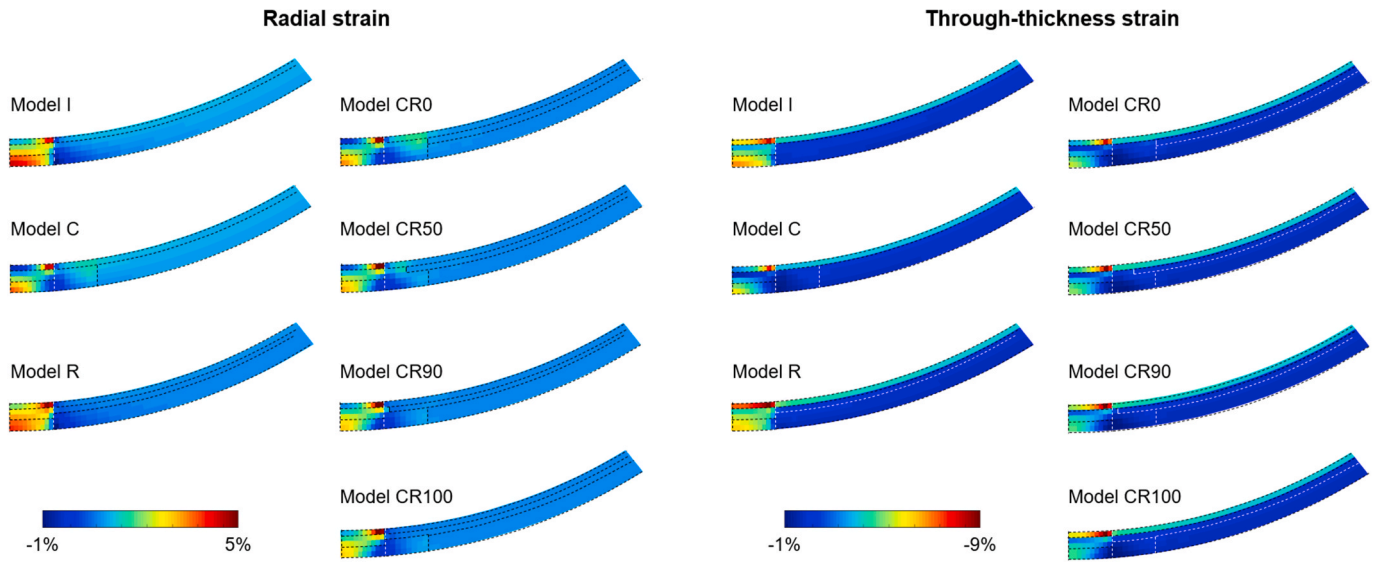 Radial strain
Through-thickness strain
Model I
Model CR0
Model I
Model CR0
Model C
Model CR50
Model C
Model CR50
Model R
Model CR90
Model R
Model CR90
Model CR100
Model CR100
-1%
5%
-1%
-9%